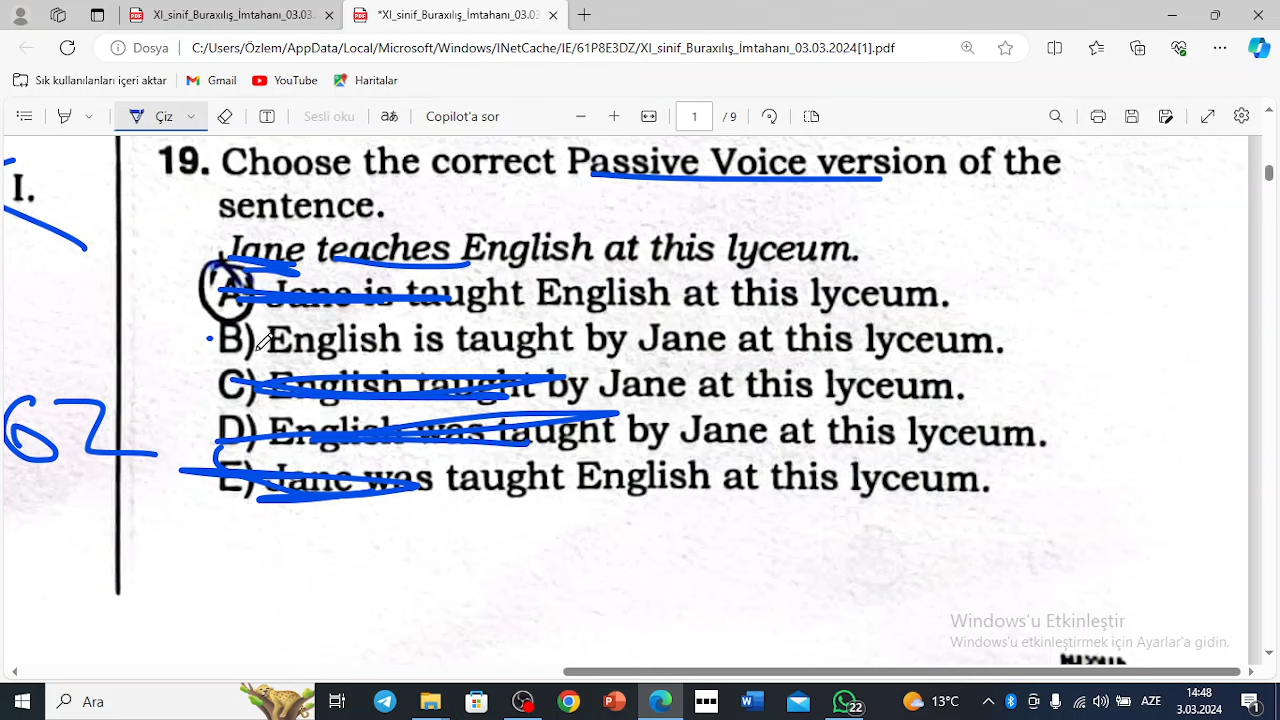 XI_sinif_Buraxılış_İmtahanı_03.03.
*XI_sinif_Buraxılış_İmtahanı_03.0
Dosya
C:/Users/Özlem/AppData/Local/Microsoft/Windows/INetCache/IE/61P8E3DZ/XI_sinif_Buraxılış_İmtahanı_03.03.2024[1].pdf
Sık kullanılanları içeri aktar
Gmail
YouTube
Haritalar
Çiz
Sesli oku
aあ
Copilot'a sor
1 / 9
I.
62
19. Choose the correct Passive Voice version of the
sentence.
Jane teaches English at this lyceum.
A) Jane is taught English at this lyceum.
B) English is taught by Jane at this lyceum.
C) English taught by Jane at this lyceum.
D) English was taught by Jane at this lyceum.
E) Jane was taught English at this lyceum.
Windows'u Etkinleştir
Windows'u etkinleştirmek için Ayarlar'a gidin.
Ara
22
13°C
AZE
14:48
3.03.2024
1